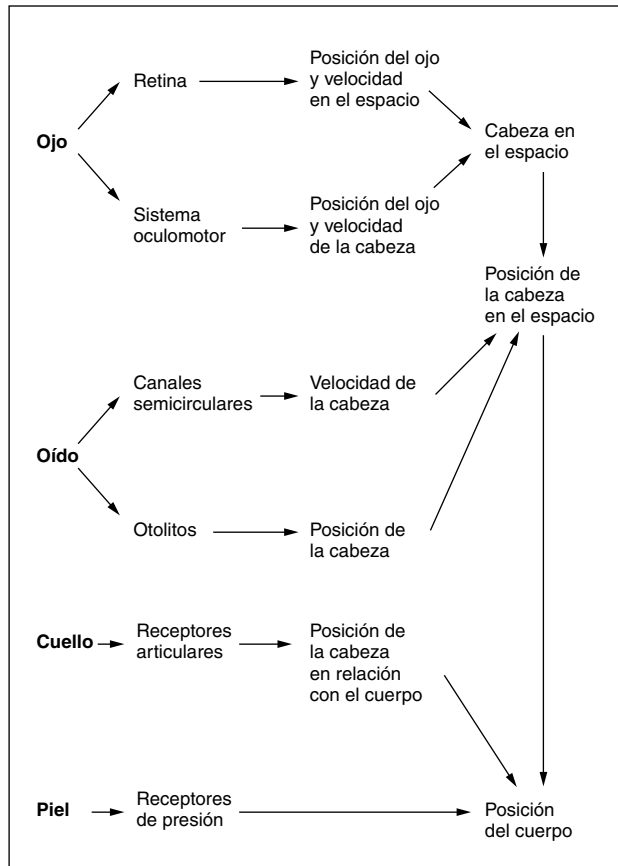 Ojo
Retina
Posición del ojo
y velocidad
en el espacio
Cabeza en
el espacio
Sistema
oculomotor
Posición del ojo
y velocidad
de la cabeza
Posición de
la cabeza
en el espacio
Oído
Canales
semicirculares
Velocidad de
la cabeza
Otolitos
Posición de
la cabeza
Cuello
Receptores
articulares
Posición de
la cabeza
en relación
con el cuerpo
Piel
Receptores
de presión
Posición
del cuerpo